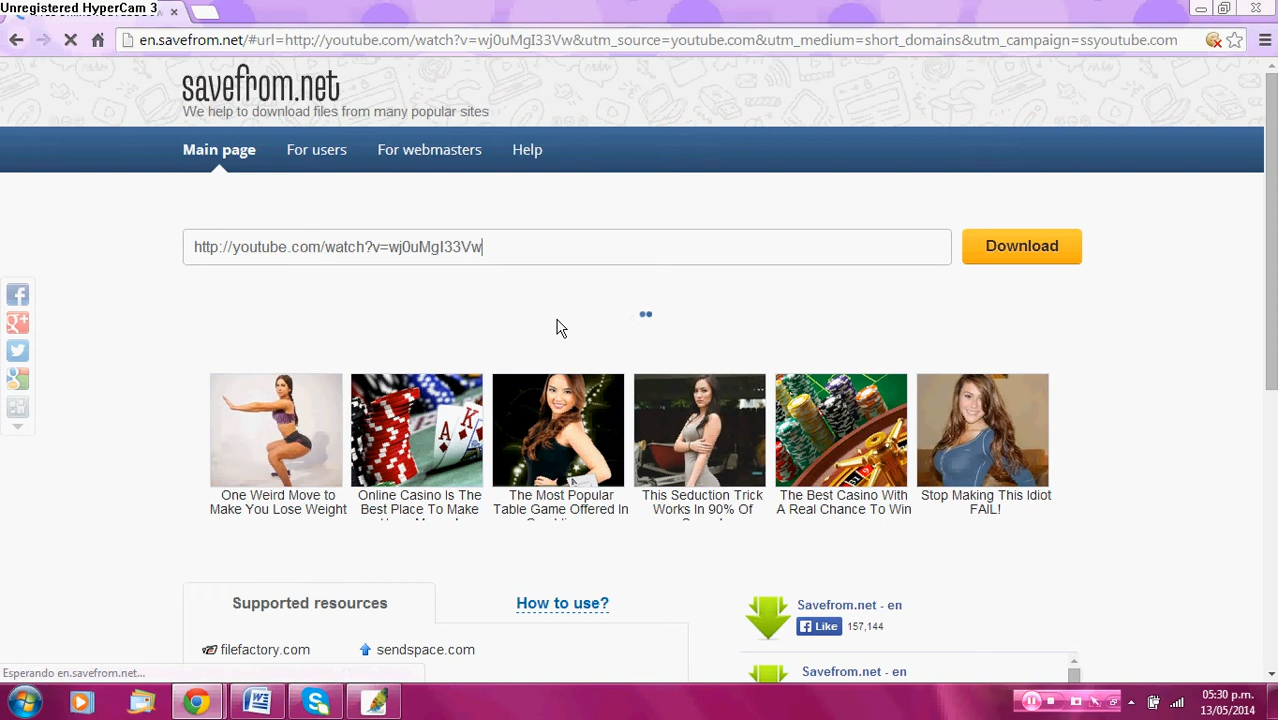 Unregistered HyperCam 3
en.savefrom.net/#url=http://youtube.com/watch?v=wj0uMgI33Vw&utm_source=youtube.com&utm_medium=short_domains&utm_campaign=ssyoutube.com
savefrom.net
We help to download files from many popular sites
Main page For users For webmasters Help
http://youtube.com/watch?v=wj0uMgI33Vw
Download
One Weird Move to
Make You Lose Weight
Online Casino Is The
Best Place To Make
The Most Popular
Table Game Offered In
This Seduction Trick
Works In 90% Of
The Best Casino With
A Real Chance To Win
Stop Making This Idiot
FAIL!
Supported resources
How to use?
Savefrom.net - en
Like 157,144
filefactory.com sendspace.com
Savefrom.net - en
Esperando en.savefrom.net...
05:30 p.m.
13/05/2014